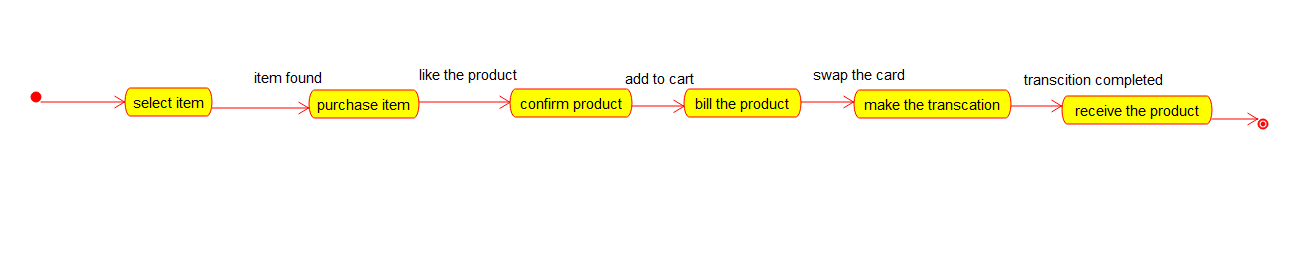 item found
like the product
add to cart
swap the card
transcition completed
select item
purchase item
confirm product
bill the product
make the transcation
receive the product